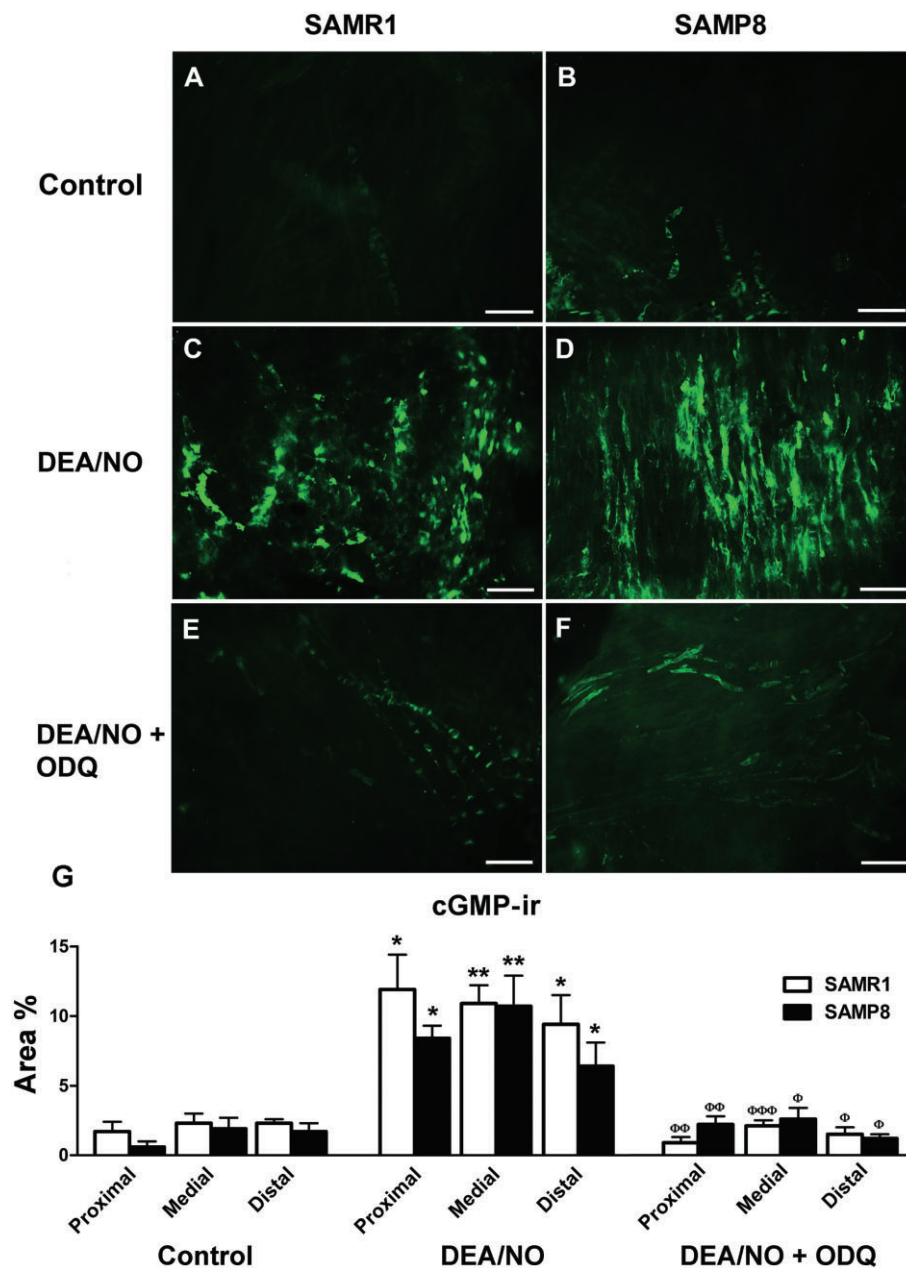 SAMR1 SAMP8
A B
Control
C D
DEA/NO
E F
DEA/NO +
ODQ
G
cGMP-ir
15
10
5
0
Area %
* * ** ** * *
ΦΦ ΦΦ ΦΦΦ Φ Φ Φ
SAMR1
SAMP8
Proximal Medial Distal Proximal Medial Distal Proximal Medial Distal
Control DEA/NO DEA/NO + ODQ